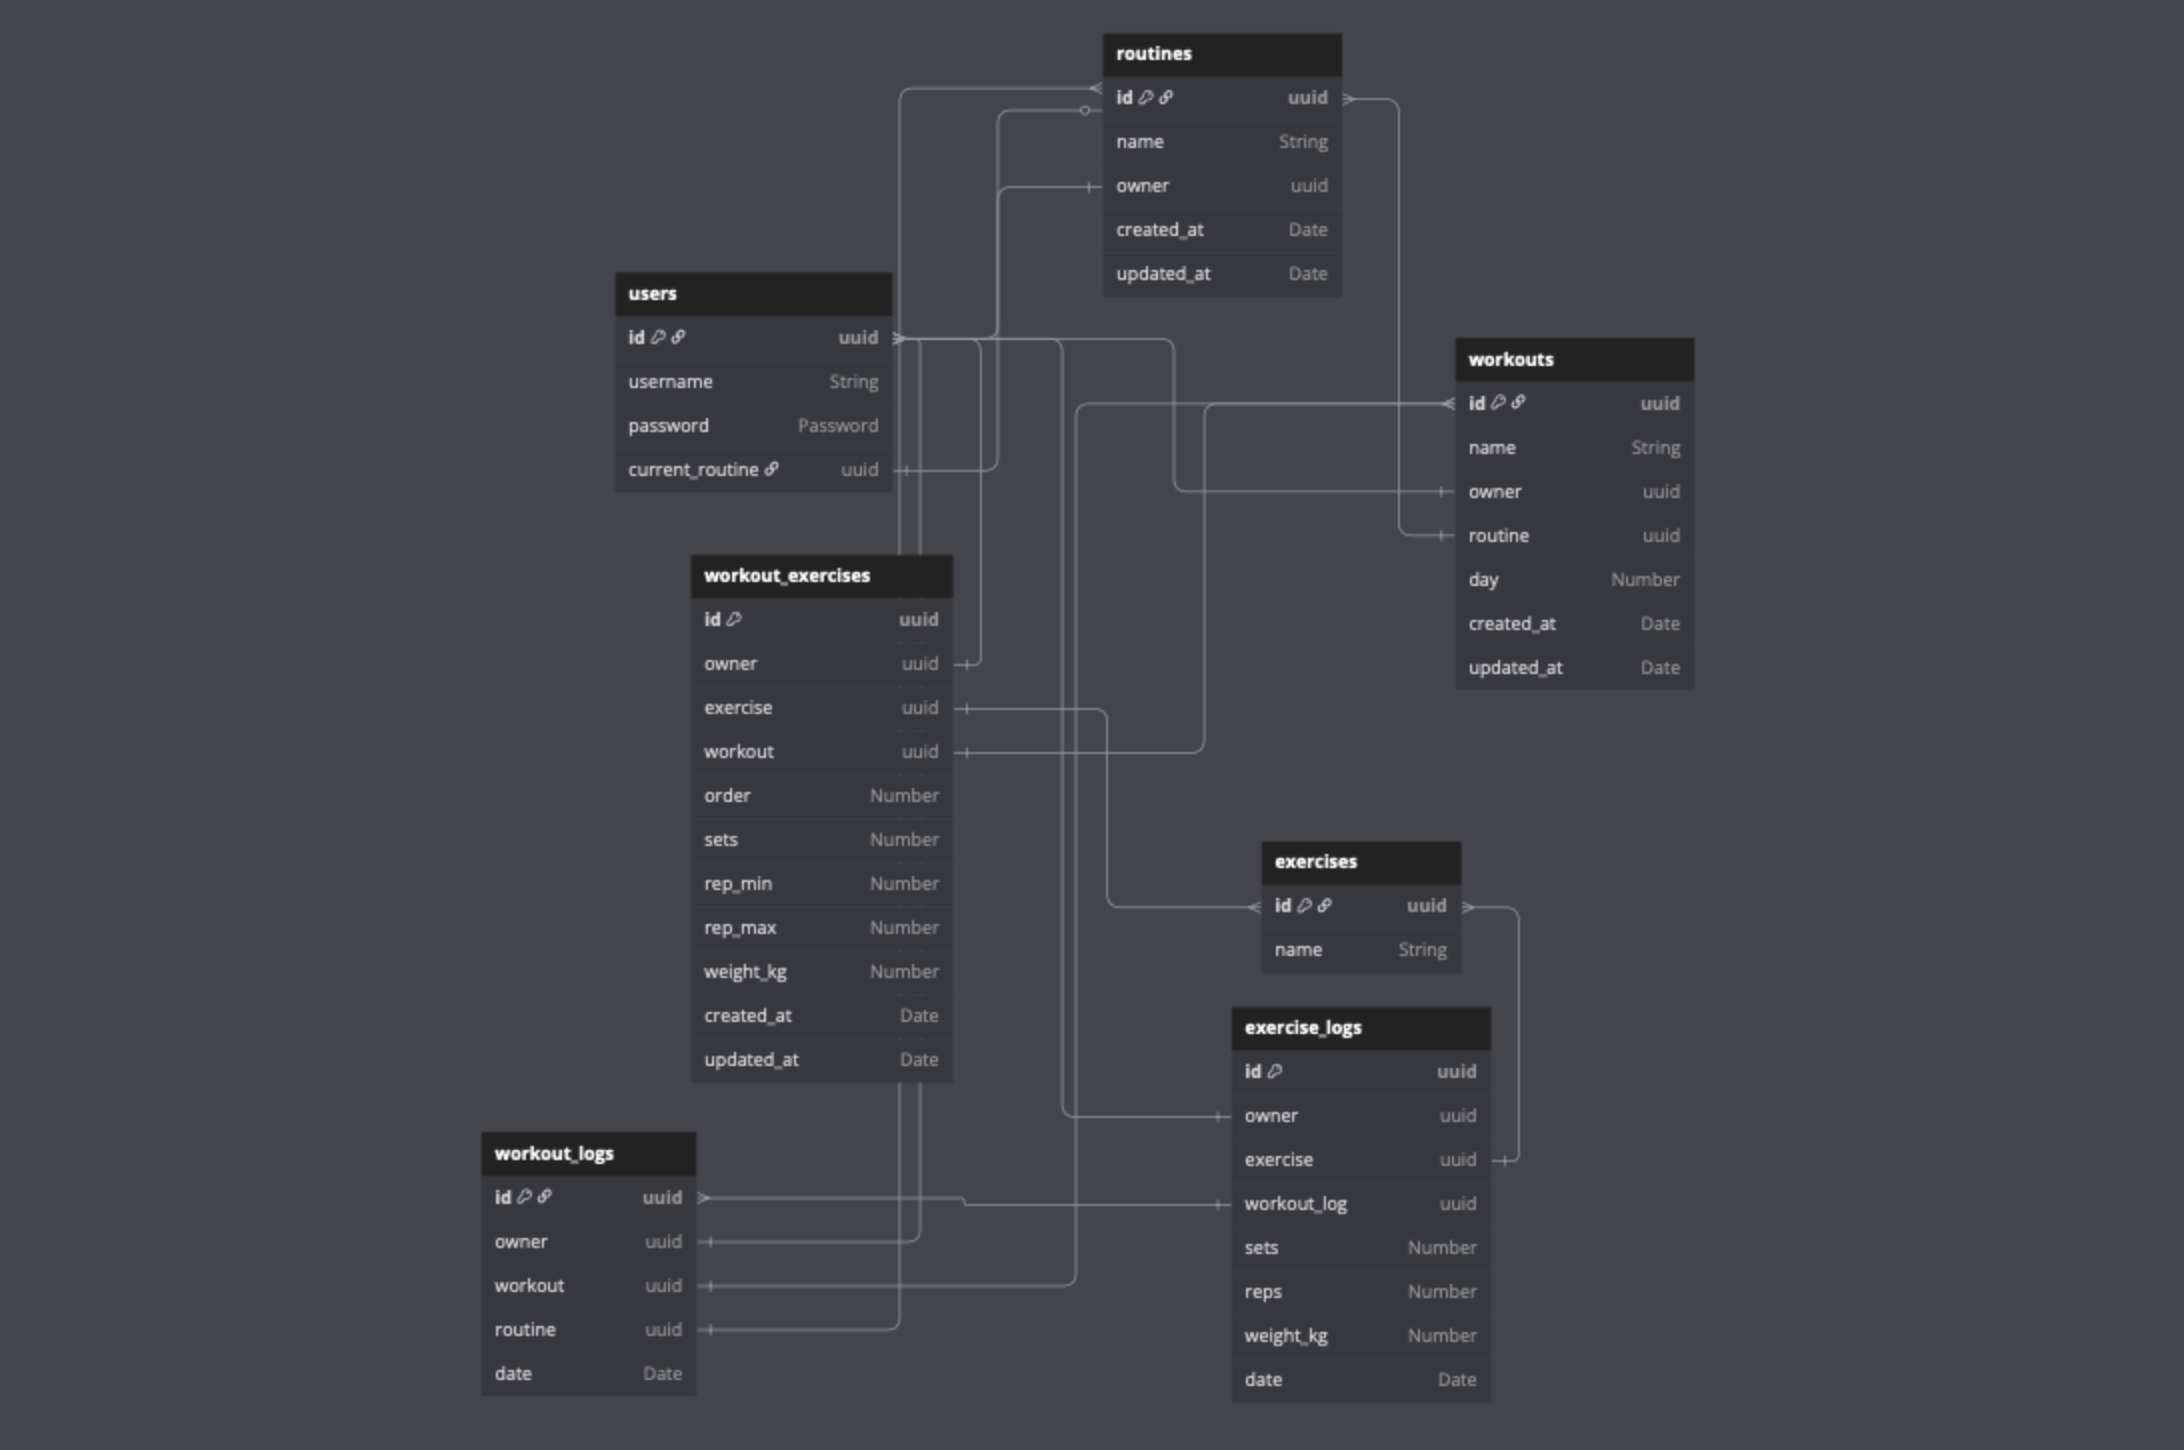 routines
id uuid
name String
owner uuid
created_at Date
updated_at Date
users
id uuid
username String
password Password
current_routine uuid
workouts
id uuid
name String
owner uuid
routine uuid
day Number
created_at Date
updated_at Date
workout_exercises
id uuid
owner uuid
exercise uuid
workout uuid
order Number
sets Number
rep_min Number
rep_max Number
weight_kg Number
created_at Date
updated_at Date
exercises
id uuid
name String
exercise_logs
id uuid
owner uuid
exercise uuid
workout_log uuid
sets Number
reps Number
weight_kg Number
date Date
workout_logs
id uuid
owner uuid
workout uuid
routine uuid
date Date